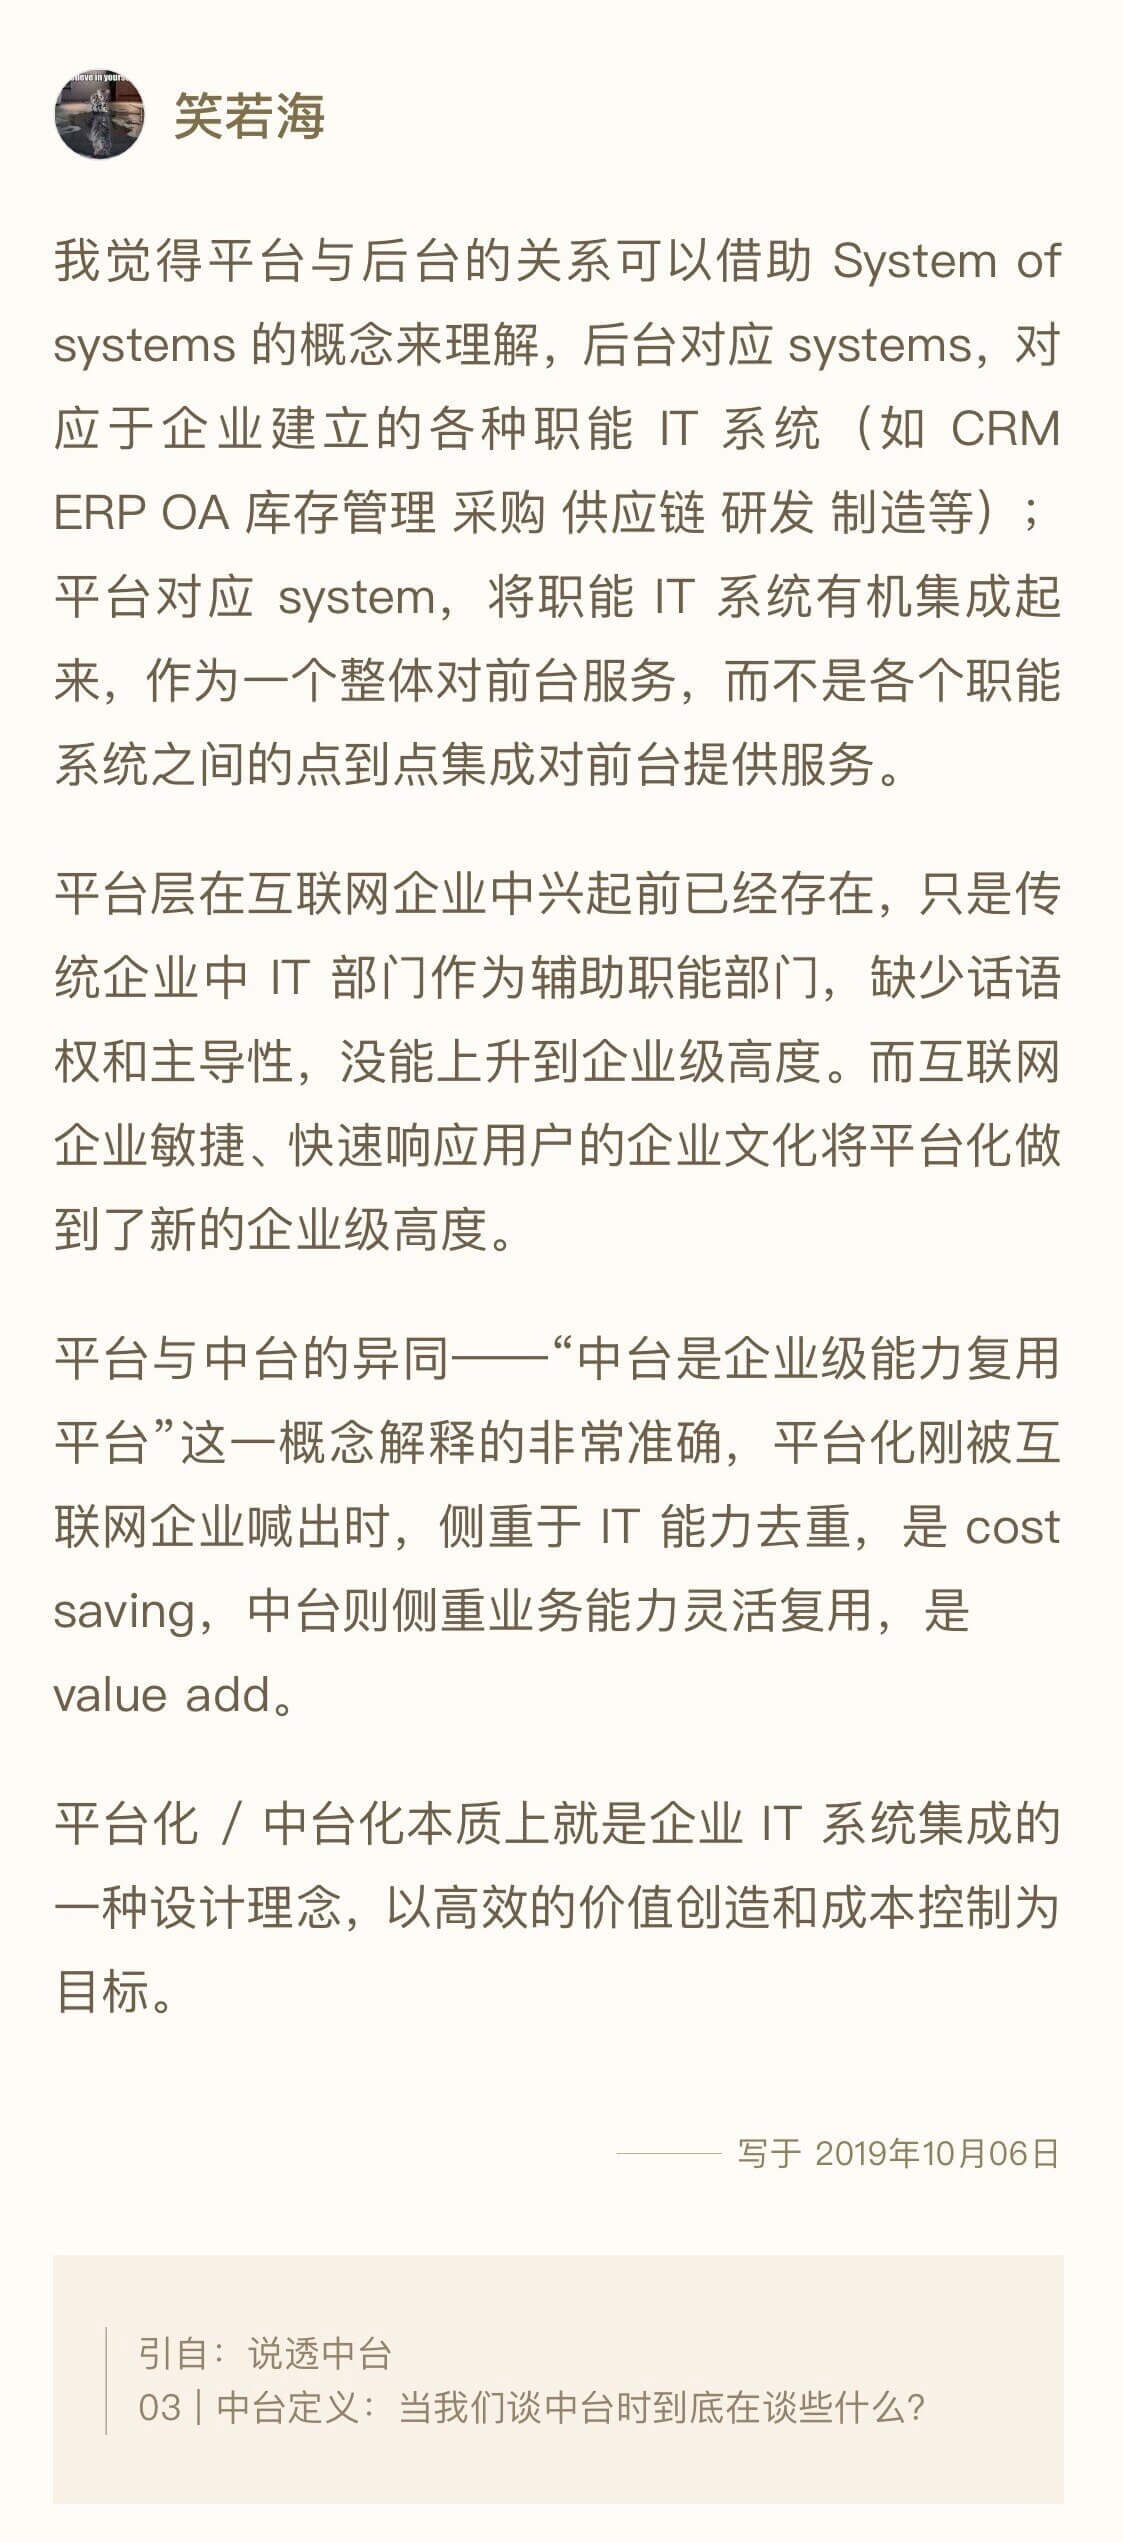 lieve in yours
笑若海
我觉得平台与后台的关系可以借助 System of
systems 的概念来理解，后台对应 systems，对
应于企业建立的各种职能 IT 系统（如 CRM
ERP OA 库存管理 采购 供应链 研发 制造等）；
平台对应 system，将职能 IT 系统有机集成起
来，作为一个整体对前台服务，而不是各个职能
系统之间的点到点集成对前台提供服务。
平台层在互联网企业中兴起前已经存在，只是传
统企业中 IT 部门作为辅助职能部门，缺少话语
权和主导性，没能上升到企业级高度。而互联网
企业敏捷、快速响应用户的企业文化将平台化做
到了新的企业级高度。
平台与中台的异同——“中台是企业级能力复用
平台”这一概念解释的非常准确，平台化刚被互
联网企业喊出时，侧重于 IT 能力去重，是 cost
saving，中台则侧重业务能力灵活复用，是
value add。
平台化 / 中台化本质上就是企业 IT 系统集成的
一种设计理念，以高效的价值创造和成本控制为
目标。
写于 2019年10月06日
引自：说透中台
03 | 中台定义：当我们谈中台时到底在谈些什么？